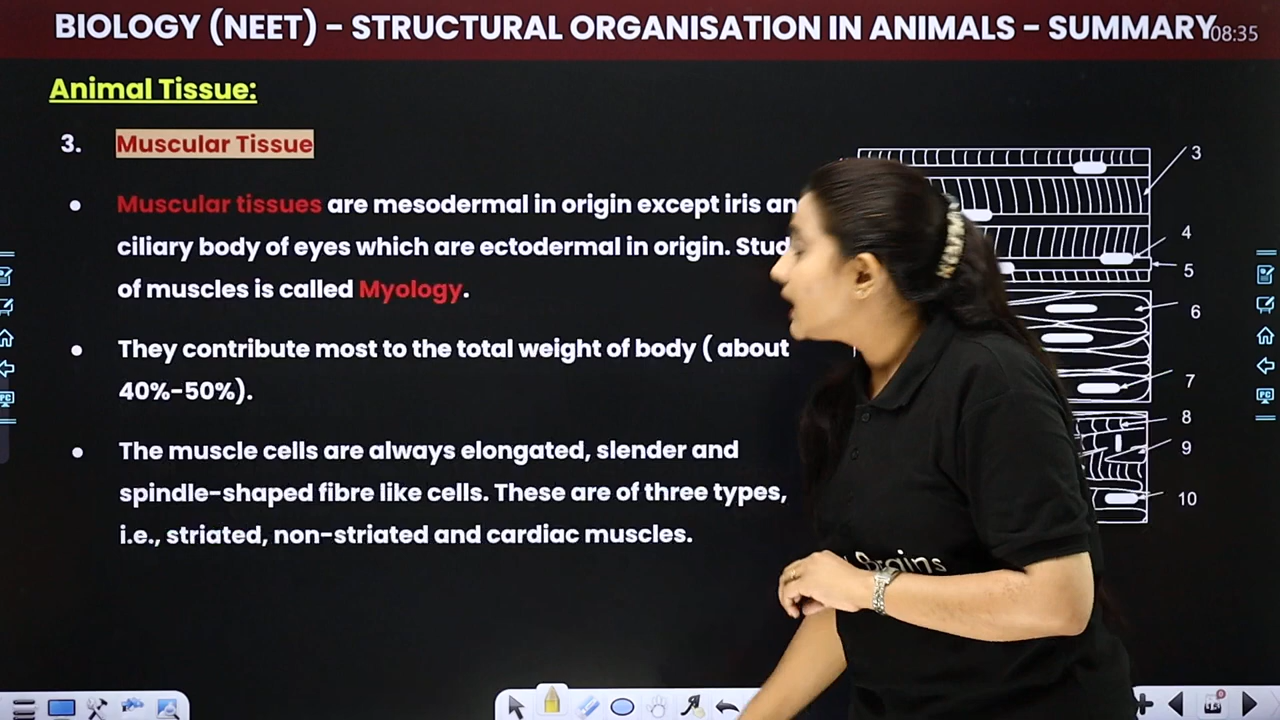 BIOLOGY (NEET) – STRUCTURAL ORGANISATION IN ANIMALS – SUMMARY
08:35
Animal Tissue:
3. Muscular Tissue
• Muscular tissues are mesodermal in origin except iris an
ciliary body of eyes which are ectodermal in origin. Stud
of muscles is called Myology.
• They contribute most to the total weight of body ( about
40%-50%).
• The muscle cells are always elongated, slender and
spindle-shaped fibre like cells. These are of three types,
i.e., striated, non-striated and cardiac muscles.
3
4
5
6
7
8
9
10
Brains
PC
PC